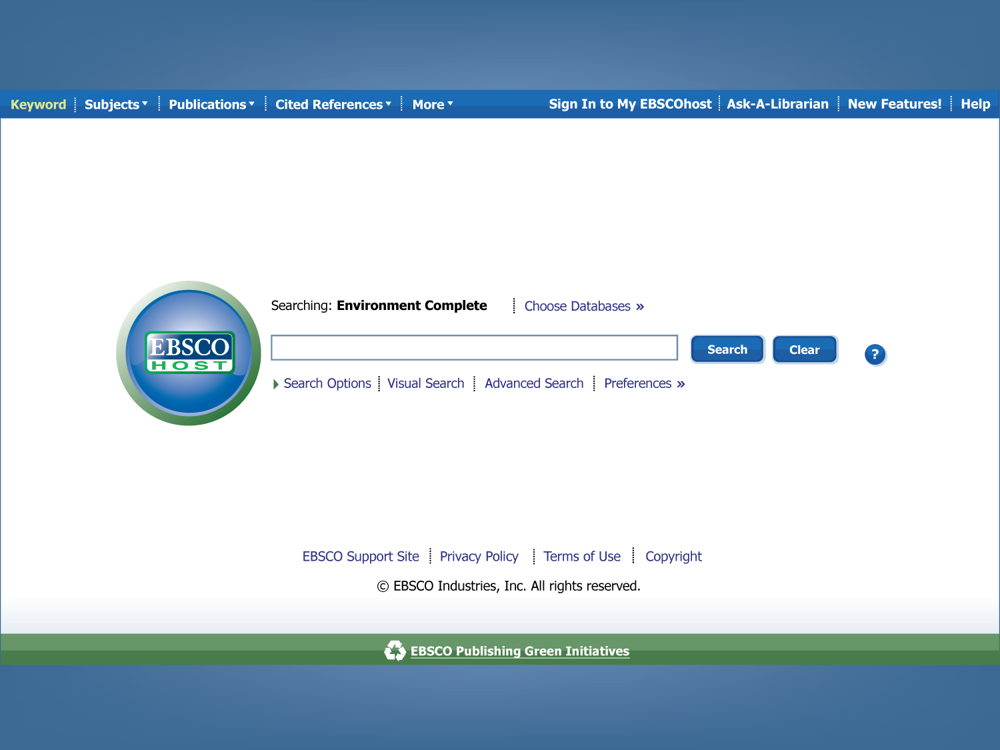 Keyword Subjects Publications Cited References More Sign In to My EBSCOhost Ask-A-Librarian New Features! Help
Searching: Environment Complete Choose Databases »
EBSCO
HOST
Search Clear ?
Search Options Visual Search Advanced Search Preferences »
EBSCO Support Site Privacy Policy Terms of Use Copyright
© EBSCO Industries, Inc. All rights reserved.
EBSCO Publishing Green Initiatives